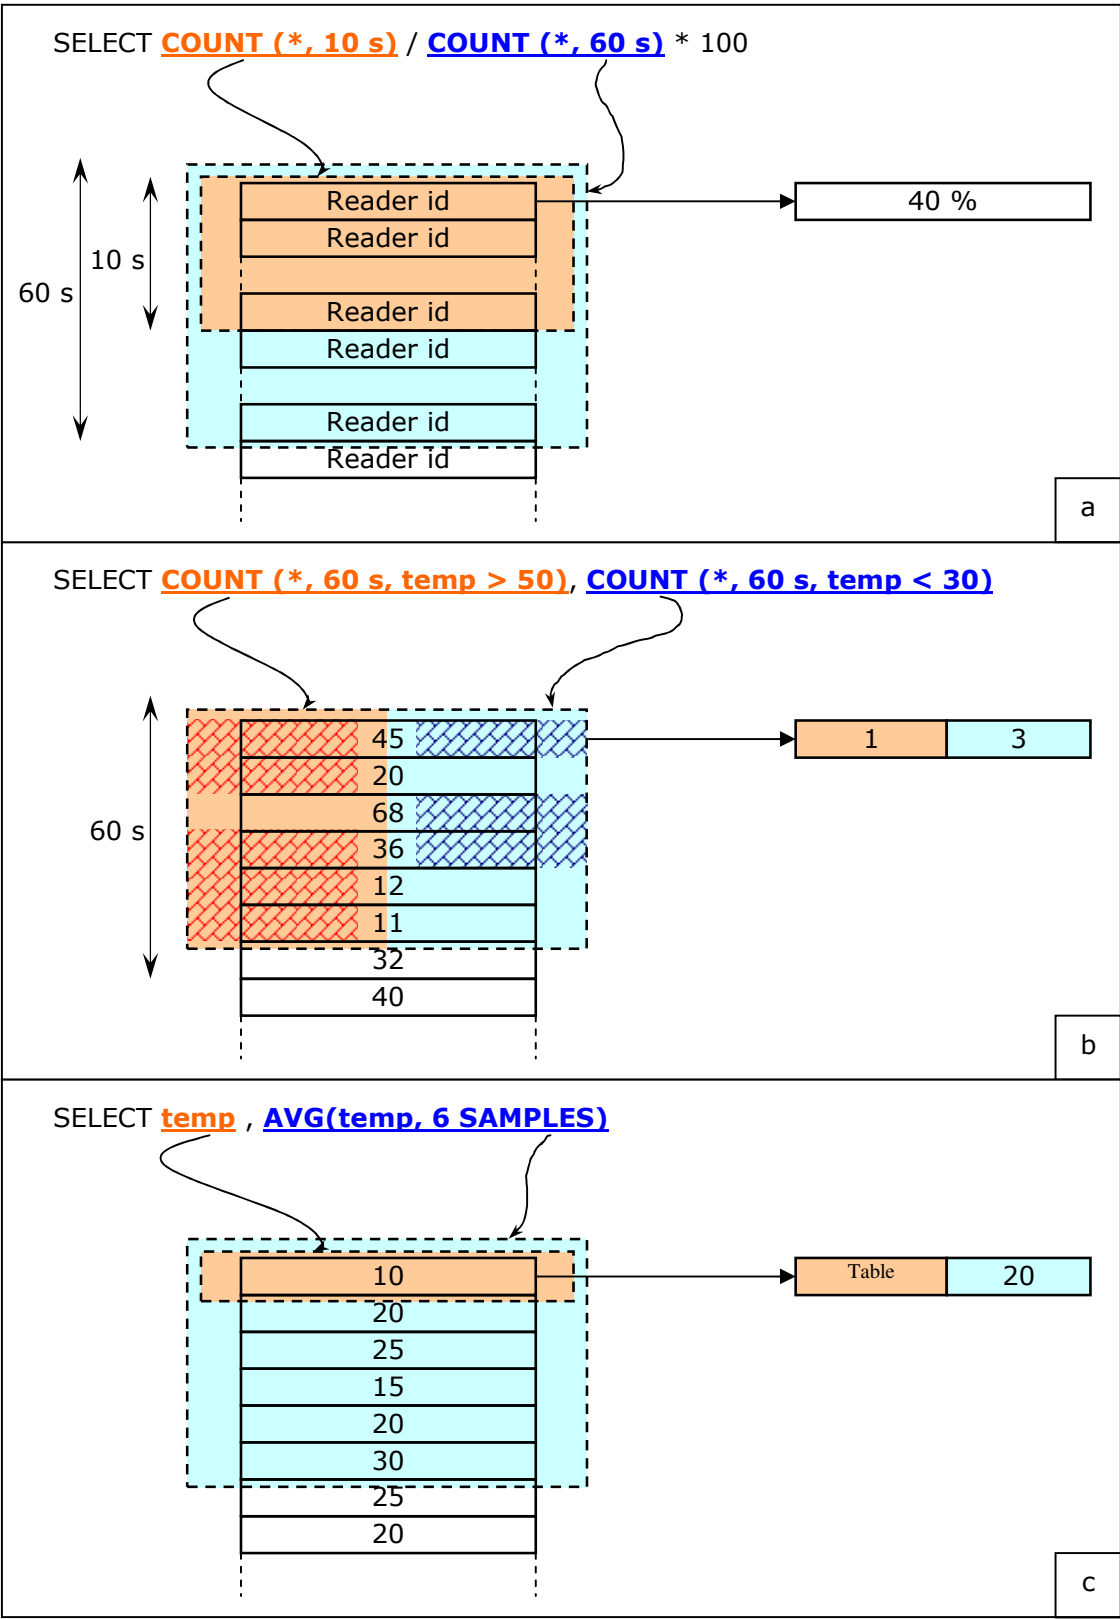 SELECT COUNT (*, 10 s) / COUNT (*, 60 s) * 100
Reader id
40 %
Reader id
10 s
60 s
Reader id
Reader id
Reader id
Reader id
a
SELECT COUNT (*, 60 s, temp > 50), COUNT (*, 60 s, temp < 30)
45
1 3
20
68
60 s
36
12
11
32
40
b
SELECT temp , AVG(temp, 6 SAMPLES)
10
Table 20
20
25
15
20
30
25
20
c